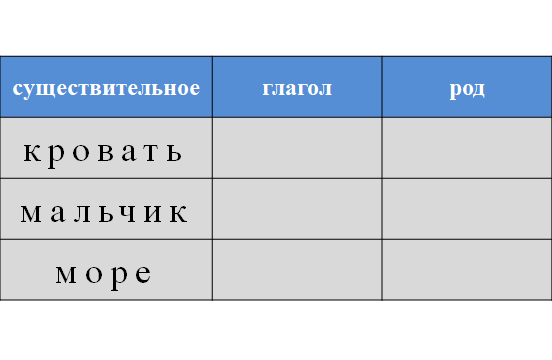 существительное глагол род
кровать
мальчик
море